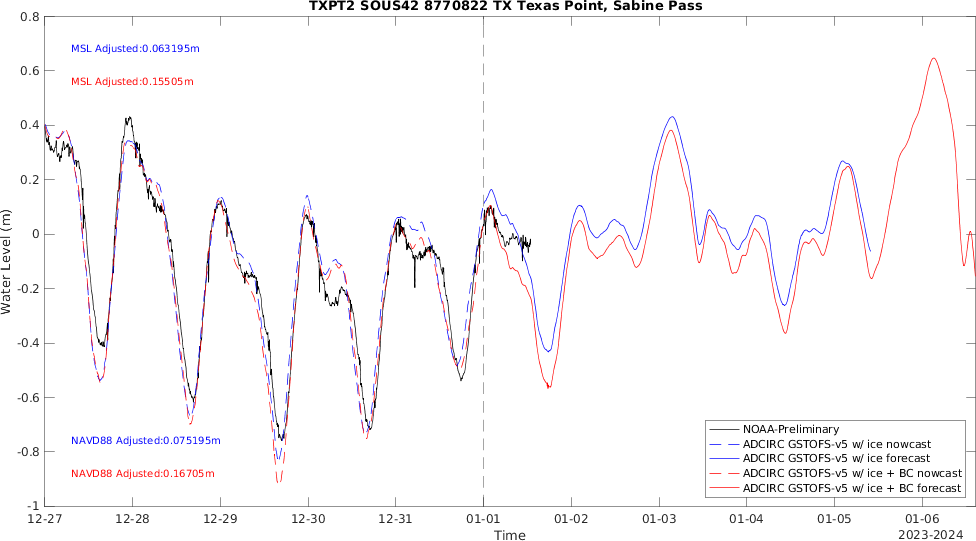 TXPT2 SOUS42 8770822 TX Texas Point, Sabine Pass
0.8
0.6
0.4
0.2
0
-0.2
-0.4
-0.6
-0.8
-1
Water Level (m)
MSL Adjusted:0.063195m
MSL Adjusted:0.15505m
NAVD88 Adjusted:0.075195m
NAVD88 Adjusted:0.16705m
NOAA-Preliminary
ADCIRC GSTOFS-v5 w/ ice nowcast
ADCIRC GSTOFS-v5 w/ ice forecast
ADCIRC GSTOFS-v5 w/ ice + BC nowcast
ADCIRC GSTOFS-v5 w/ ice + BC forecast
12-27 12-28 12-29 12-30 12-31 01-01 01-02 01-03 01-04 01-05 01-06
Time
2023-2024